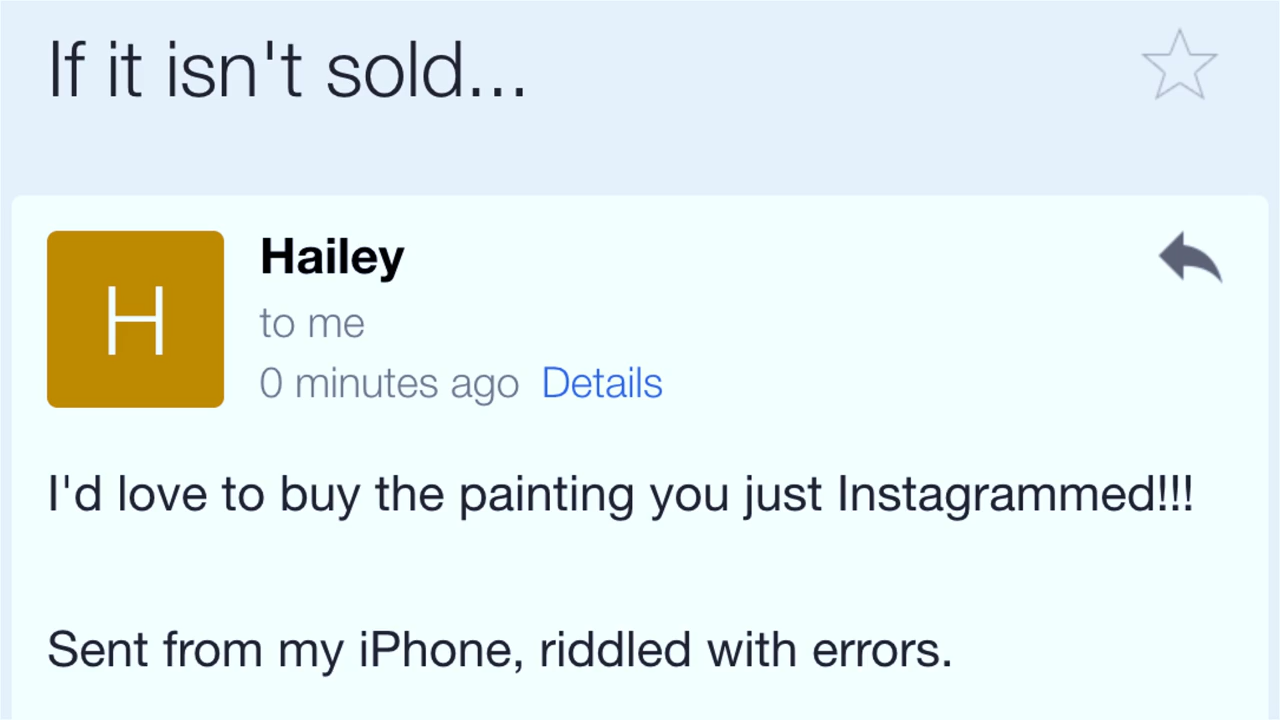 If it isn't sold...
H
Hailey
to me
0 minutes ago Details
I'd love to buy the painting you just Instagrammed!!!
Sent from my iPhone, riddled with errors.